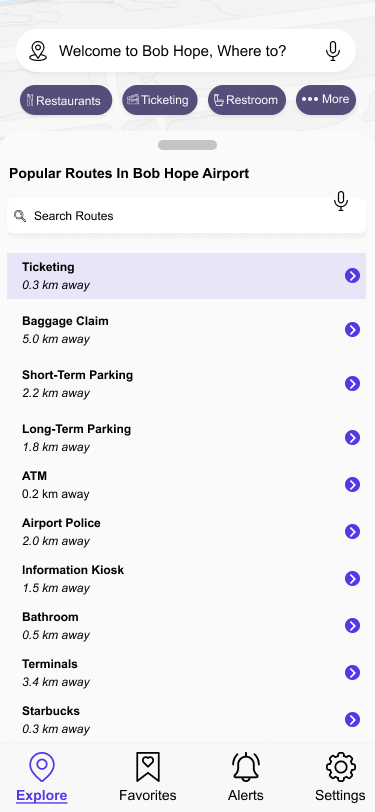 Welcome to Bob Hope, Where to?
Restaurants
Ticketing
Restroom
More
Popular Routes In Bob Hope Airport
Search Routes
Ticketing
0.3 km away
Baggage Claim
5.0 km away
Short-Term Parking
2.2 km away
Long-Term Parking
1.8 km away
ATM
0.2 km away
Airport Police
2.0 km away
Information Kiosk
1.5 km away
Bathroom
0.5 km away
Terminals
3.4 km away
Starbucks
0.3 km away
Explore
Favorites
Alerts
Settings